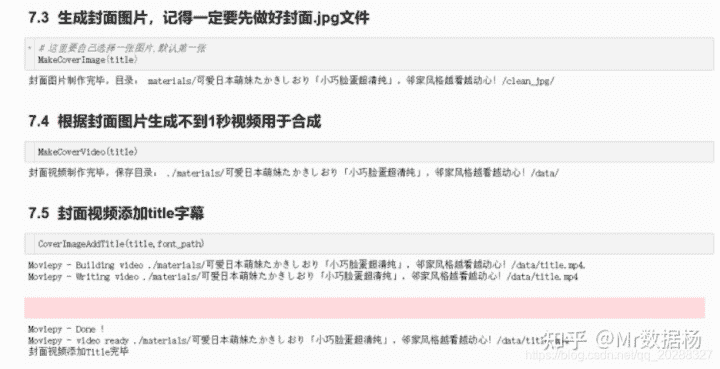 7.3 生成封面图片，记得一定要先做好封面.jpg文件
# 这里要自己选择一张图片,默认第一张
MakeCoverImage(title)
封面图片制作完毕，目录： materials/可爱日本萌妹たかきしおり「小巧脸蛋超清纯」，邻家风格越看越动心！/clean_jpg/
7.4 根据封面图片生成不到1秒视频用于合成
MakeCoverVideo(title)
封面视频制作完毕，保存目录： ./materials/可爱日本萌妹たかきしおり「小巧脸蛋超清纯」，邻家风格越看越动心！/data/
7.5 封面视频添加title字幕
CoverImageAddTitle(title,font_path)
Moviepy - Building video ./materials/可爱日本萌妹たかきしおり「小巧脸蛋超清纯」，邻家风格越看越动心！/data/title.mp4.
Moviepy - Writing video ./materials/可爱日本萌妹たかきしおり「小巧脸蛋超清纯」，邻家风格越看越动心！/data/title.mp4
Moviepy - Done !
Moviepy - video ready ./materials/可爱日本萌妹たかきしおり「小巧脸蛋超清纯」，邻家风格越看越动心！/data/title.mp4
封面视频添加Title完毕
知乎 @Mr数据杨
https://blog.csdn.net/qq_20288327